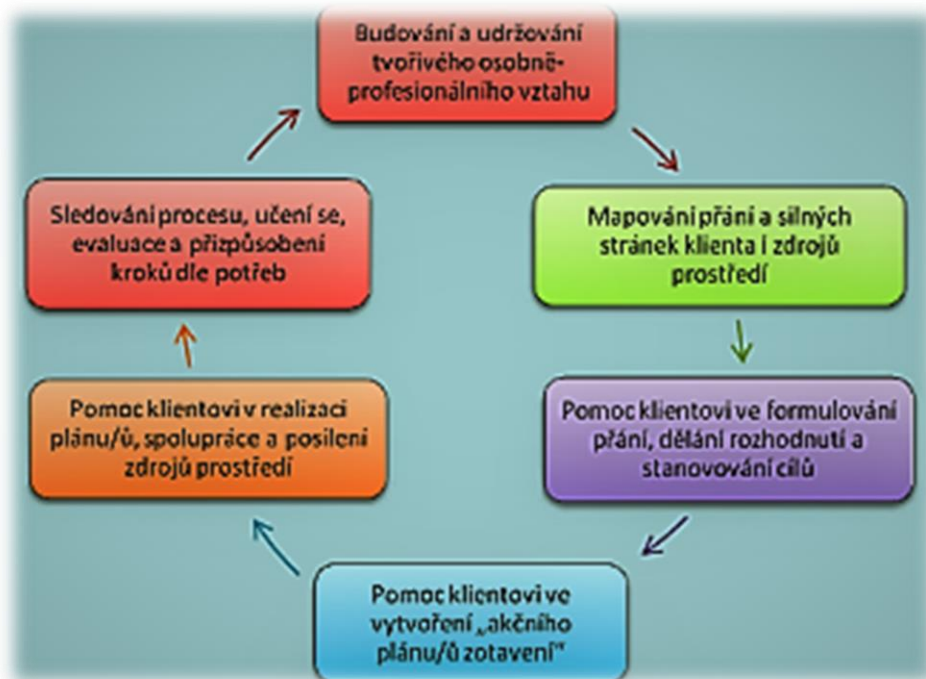 Budování a udržování
tvořivého osobně-
profesionálního vztahu
Mapování přání a silných
stránek klienta i zdrojů
prostředí
Pomoc klientovi ve formulování
přání, dělání rozhodnutí a
stanovování cílů
Pomoc klientovi ve
vytvoření „akčního
plánu/ů zotavení"
Pomoc klientovi v realizaci
plánu/ů, spolupráce a posílení
zdrojů prostředí
Sledování procesu, učení se,
evaluace a přizpůsobení
kroků dle potřeb